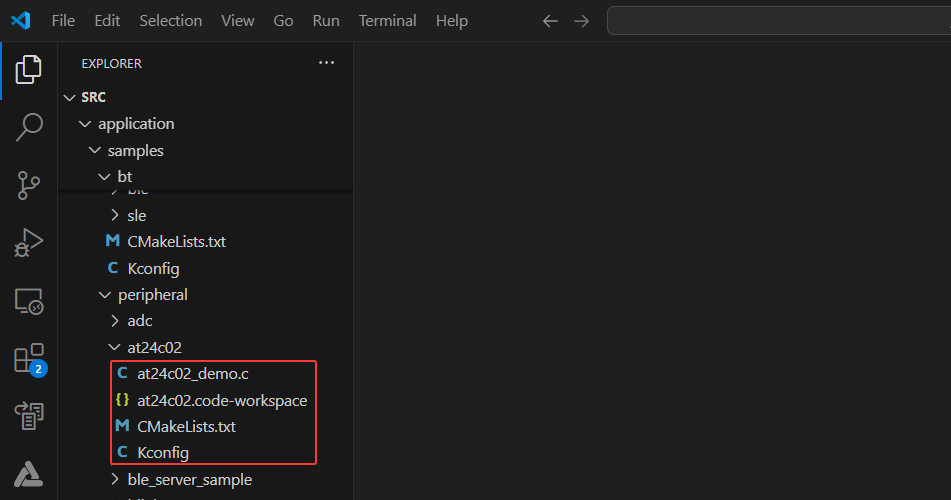 File Edit Selection View Go Run Terminal Help
EXPLORER
SRC
application
samples
bt
sle
CMakeLists.txt
Kconfig
peripheral
adc
at24c02
at24c02_demo.c
at24c02.code-workspace
CMakeLists.txt
Kconfig
ble_server_sample
2